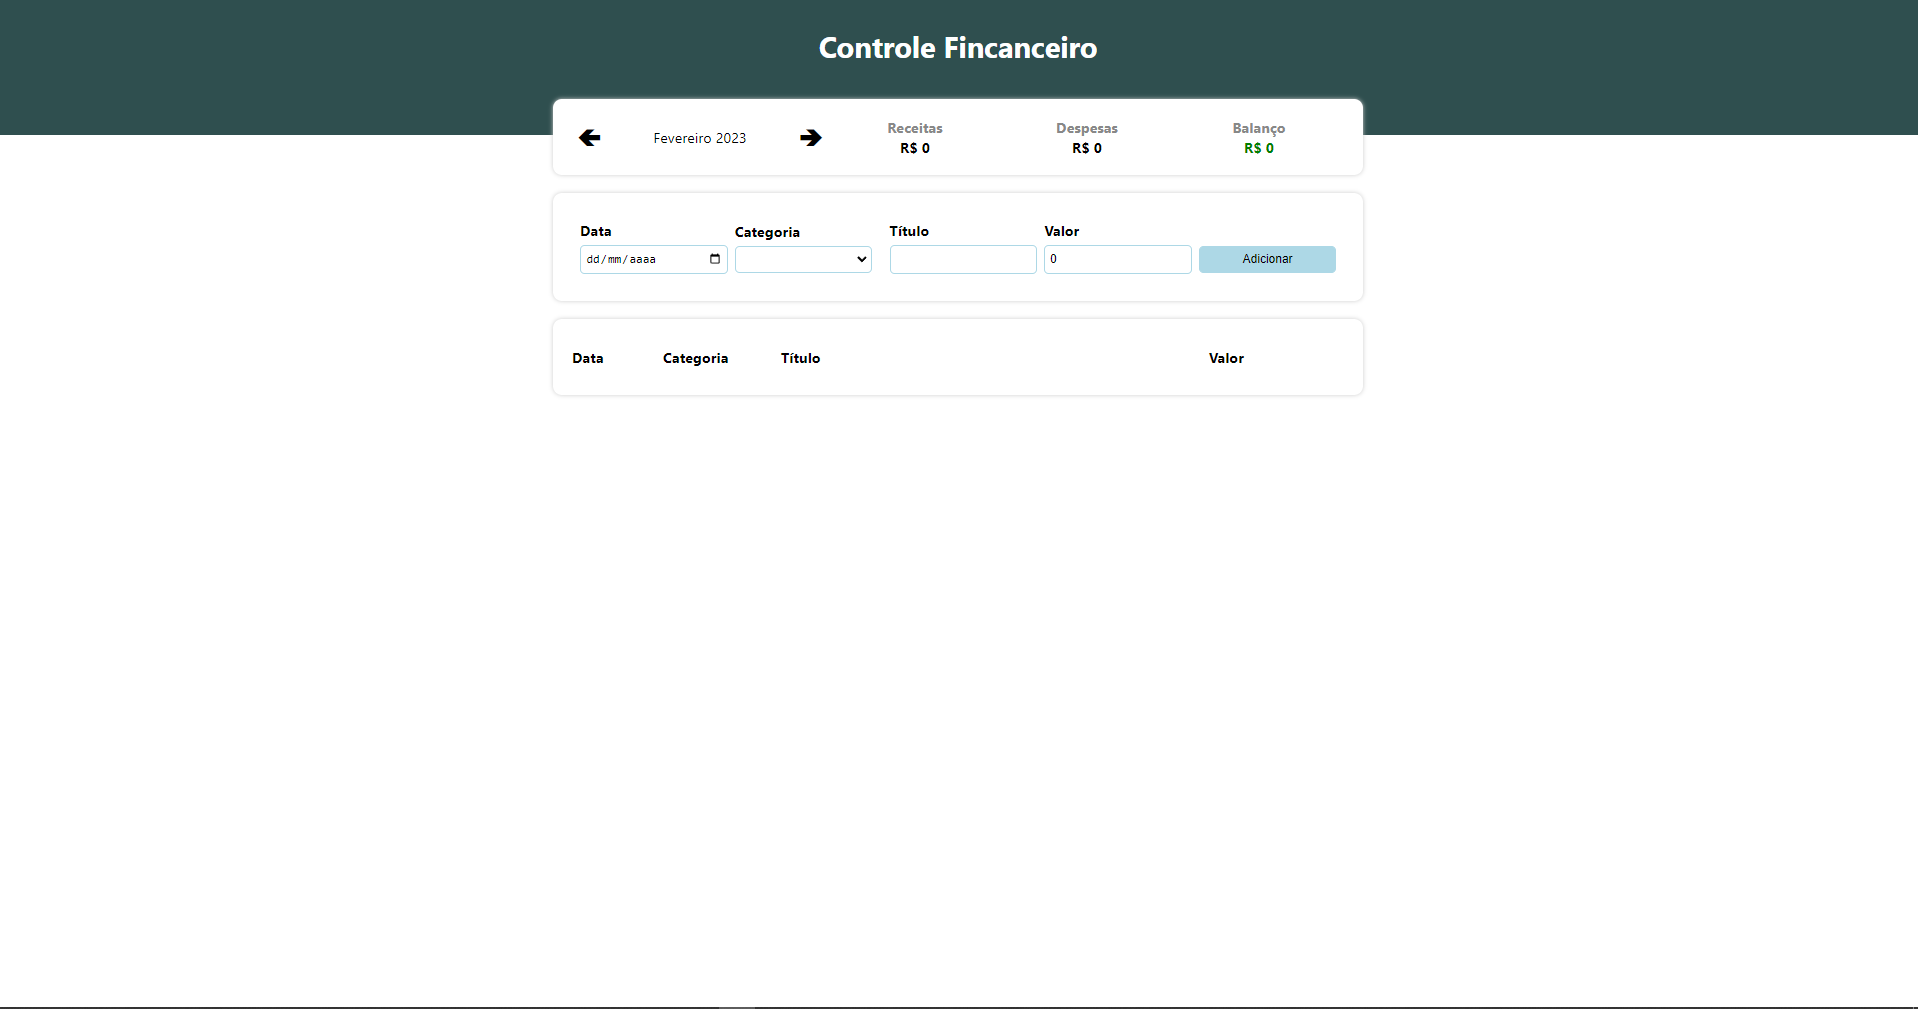 Controle Fincanceiro
Fevereiro 2023
Receitas
R$ 0
Despesas
R$ 0
Balanço
R$ 0
Data
Categoria
Título
Valor
dd/mm/aaaa
0
Adicionar
Data Categoria Título Valor